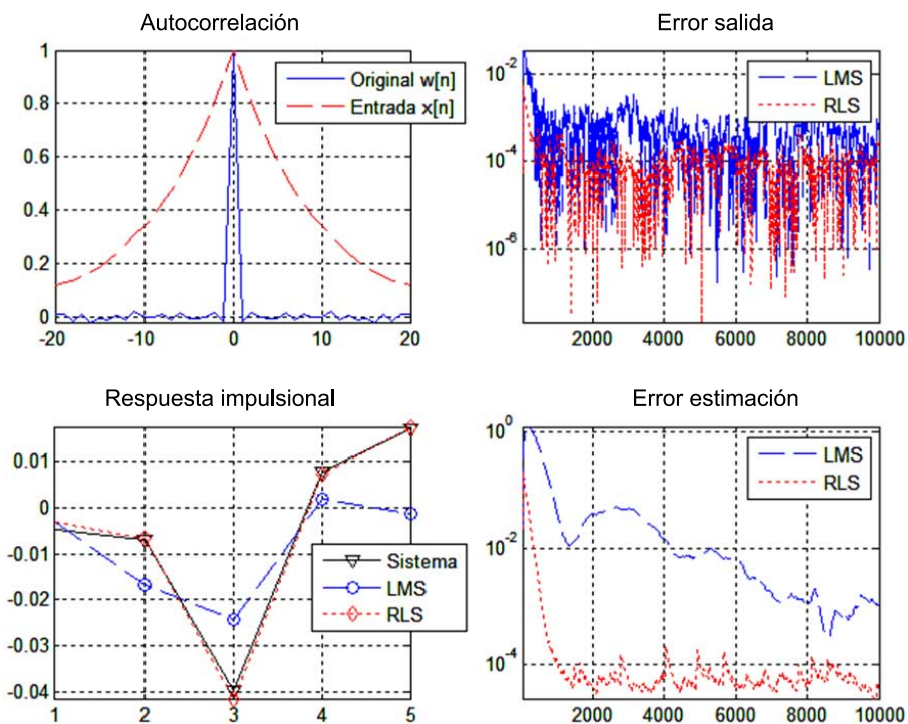 Autocorrelación
1
0.8
0.6
0.4
0.2
0
-20
-10
0
10
20
Original w[n]
Entrada x[n]
Error salida
10^-2
10^-4
10^-6
2000
4000
6000
8000
10000
LMS
RLS
Respuesta impulsional
0.01
0
-0.01
-0.02
-0.03
-0.04
1
2
3
4
5
Sistema
LMS
RLS
Error estimación
10^0
10^-2
10^-4
2000
4000
6000
8000
10000
LMS
RLS